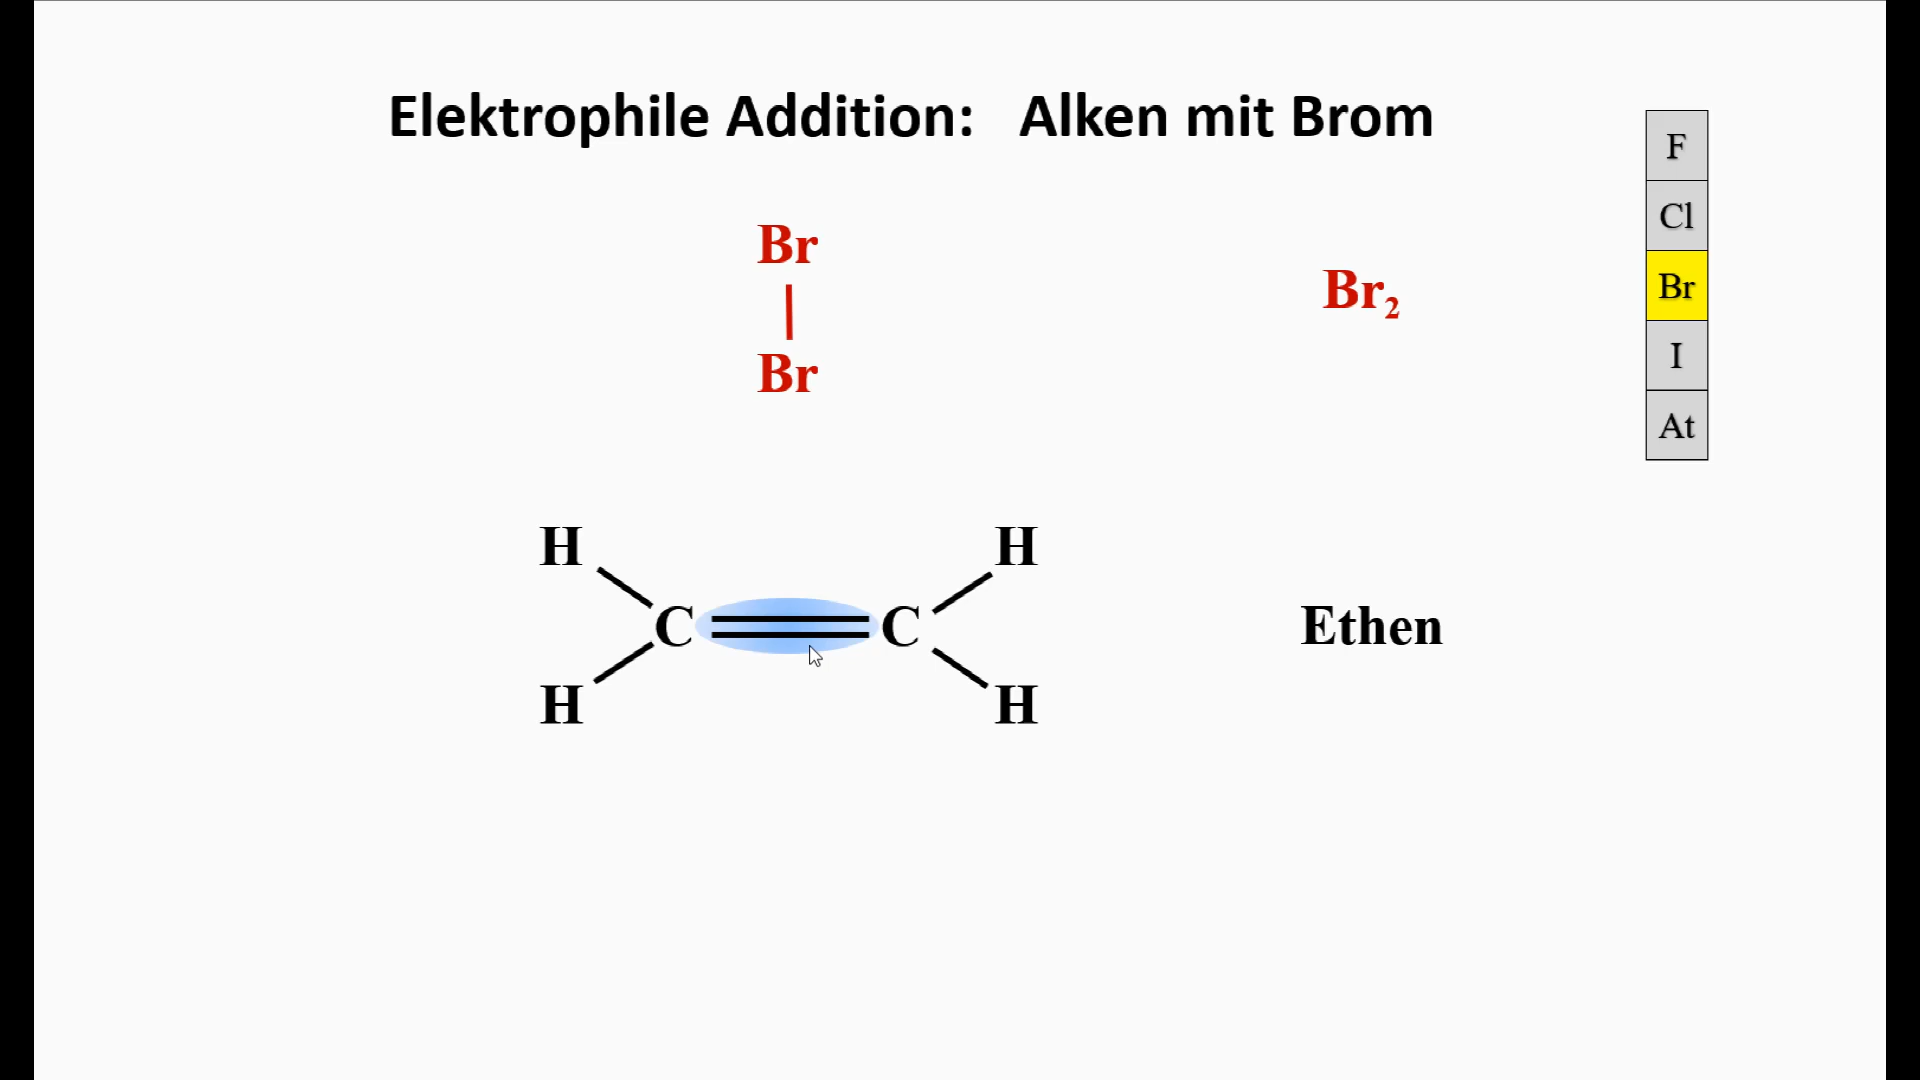 Elektrophile Addition: Alken mit Brom
Br
Br
Br₂
F
Cl
Br
I
At
H H
C C
H H
Ethen